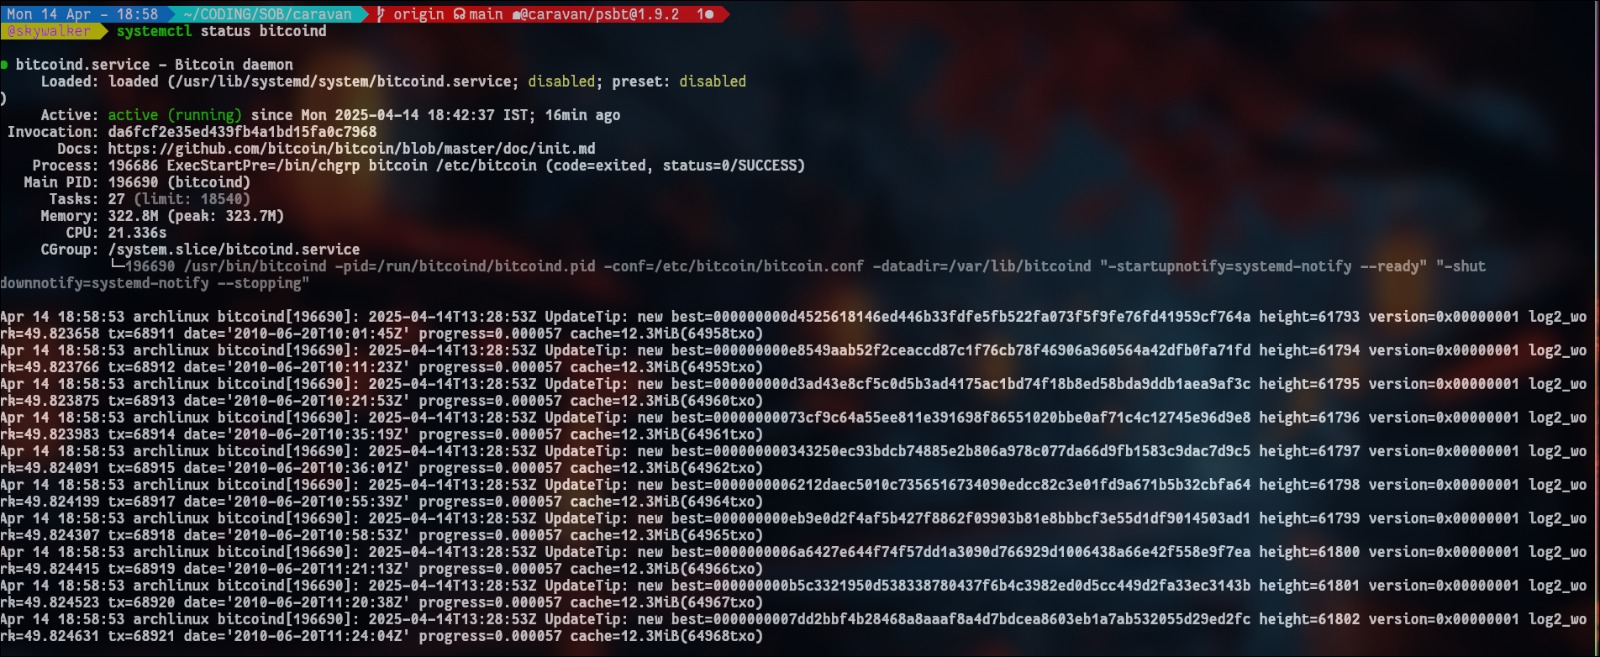 Mon 14 Apr – 18:58 ~/CODING/SOB/caravan origin main @caravan/psbt@1.9.2 1●
@skywalker systemctl status bitcoind
● bitcoind.service – Bitcoin daemon
Loaded: loaded (/usr/lib/systemd/system/bitcoind.service; disabled; preset: disabled
)
Active: active (running) since Mon 2025-04-14 18:42:37 IST; 16min ago
Invocation: da6fcf2e35ed439fb4a1bd15fa0c7968
Docs: https://github.com/bitcoin/bitcoin/blob/master/doc/init.md
Process: 196686 ExecStartPre=/bin/chgrp bitcoin /etc/bitcoin (code=exited, status=0/SUCCESS)
Main PID: 196690 (bitcoind)
Tasks: 27 (limit: 18540)
Memory: 322.8M (peak: 323.7M)
CPU: 21.336s
CGroup: /system.slice/bitcoind.service
└─196690 /usr/bin/bitcoind -pid=/run/bitcoind/bitcoind.pid -conf=/etc/bitcoin/bitcoin.conf -datadir=/var/lib/bitcoind "-startupnotify=systemd-notify --ready" "-shut
downnotify=systemd-notify --stopping"
Apr 14 18:58:53 archlinux bitcoind[196690]: 2025-04-14T13:28:53Z UpdateTip: new best=000000000d4525618146ed446b33fdfe5fb522fa073f5f9fe76fd41959cf764a height=61793 version=0x00000001 log2_wo
rk=49.823658 tx=68911 date='2010-06-20T10:01:45Z' progress=0.000057 cache=12.3MiB(64958txo)
Apr 14 18:58:53 archlinux bitcoind[196690]: 2025-04-14T13:28:53Z UpdateTip: new best=000000000e8549aab52f2ceaccd87c1f76cb78f46906a960564a42dfb0fa71fd height=61794 version=0x00000001 log2_wo
rk=49.823766 tx=68912 date='2010-06-20T10:11:23Z' progress=0.000057 cache=12.3MiB(64959txo)
Apr 14 18:58:53 archlinux bitcoind[196690]: 2025-04-14T13:28:53Z UpdateTip: new best=000000000d3ad43e8cf5c0d5b3ad4175ac1bd74f18b8ed58bda9ddb1aea9af3c height=61795 version=0x00000001 log2_wo
rk=49.823875 tx=68913 date='2010-06-20T10:21:53Z' progress=0.000057 cache=12.3MiB(64960txo)
Apr 14 18:58:53 archlinux bitcoind[196690]: 2025-04-14T13:28:53Z UpdateTip: new best=00000000073cf9c64a55ee811e391698f86551020bbe0af71c4c12745e96d9e8 height=61796 version=0x00000001 log2_wo
rk=49.823983 tx=68914 date='2010-06-20T10:35:19Z' progress=0.000057 cache=12.3MiB(64961txo)
Apr 14 18:58:53 archlinux bitcoind[196690]: 2025-04-14T13:28:53Z UpdateTip: new best=0000000000343250ec93bdcb74885e2b806a978c077da66d9fb1583c9dac7d9c5 height=61797 version=0x00000001 log2_wo
rk=49.824091 tx=68915 date='2010-06-20T10:36:01Z' progress=0.000057 cache=12.3MiB(64962txo)
Apr 14 18:58:53 archlinux bitcoind[196690]: 2025-04-14T13:28:53Z UpdateTip: new best=0000000006212daec5010c7356516734090edcc82c3e01fd9a671b5b32cbfa64 height=61798 version=0x00000001 log2_wo
rk=49.824199 tx=68917 date='2010-06-20T10:55:39Z' progress=0.000057 cache=12.3MiB(64964txo)
Apr 14 18:58:53 archlinux bitcoind[196690]: 2025-04-14T13:28:53Z UpdateTip: new best=000000000eb9e0d2f4af5b427f8862f09903b81e8bbbcf3e55d1df9014503ad1 height=61799 version=0x00000001 log2_wo
rk=49.824307 tx=68918 date='2010-06-20T10:58:53Z' progress=0.000057 cache=12.3MiB(64965txo)
Apr 14 18:58:53 archlinux bitcoind[196690]: 2025-04-14T13:28:53Z UpdateTip: new best=0000000006a6427e644f74f57dd1a3090d766929d1006438a66e42f558e9f7ea height=61800 version=0x00000001 log2_wo
rk=49.824415 tx=68919 date='2010-06-20T11:21:13Z' progress=0.000057 cache=12.3MiB(64966txo)
Apr 14 18:58:53 archlinux bitcoind[196690]: 2025-04-14T13:28:53Z UpdateTip: new best=000000000b5c3321950d538338780437f6b4c3982ed0d5cc449d2fa33ec3143b height=61801 version=0x00000001 log2_wo
rk=49.824523 tx=68920 date='2010-06-20T11:20:38Z' progress=0.000057 cache=12.3MiB(64967txo)
Apr 14 18:58:53 archlinux bitcoind[196690]: 2025-04-14T13:28:53Z UpdateTip: new best=0000000007dd2bbf4b28468a8aaaf8a4d7bdcea8603eb1a7ab532055d29ed2fc height=61802 version=0x00000001 log2_wo
rk=49.824631 tx=68921 date='2010-06-20T11:24:04Z' progress=0.000057 cache=12.3MiB(64968txo)